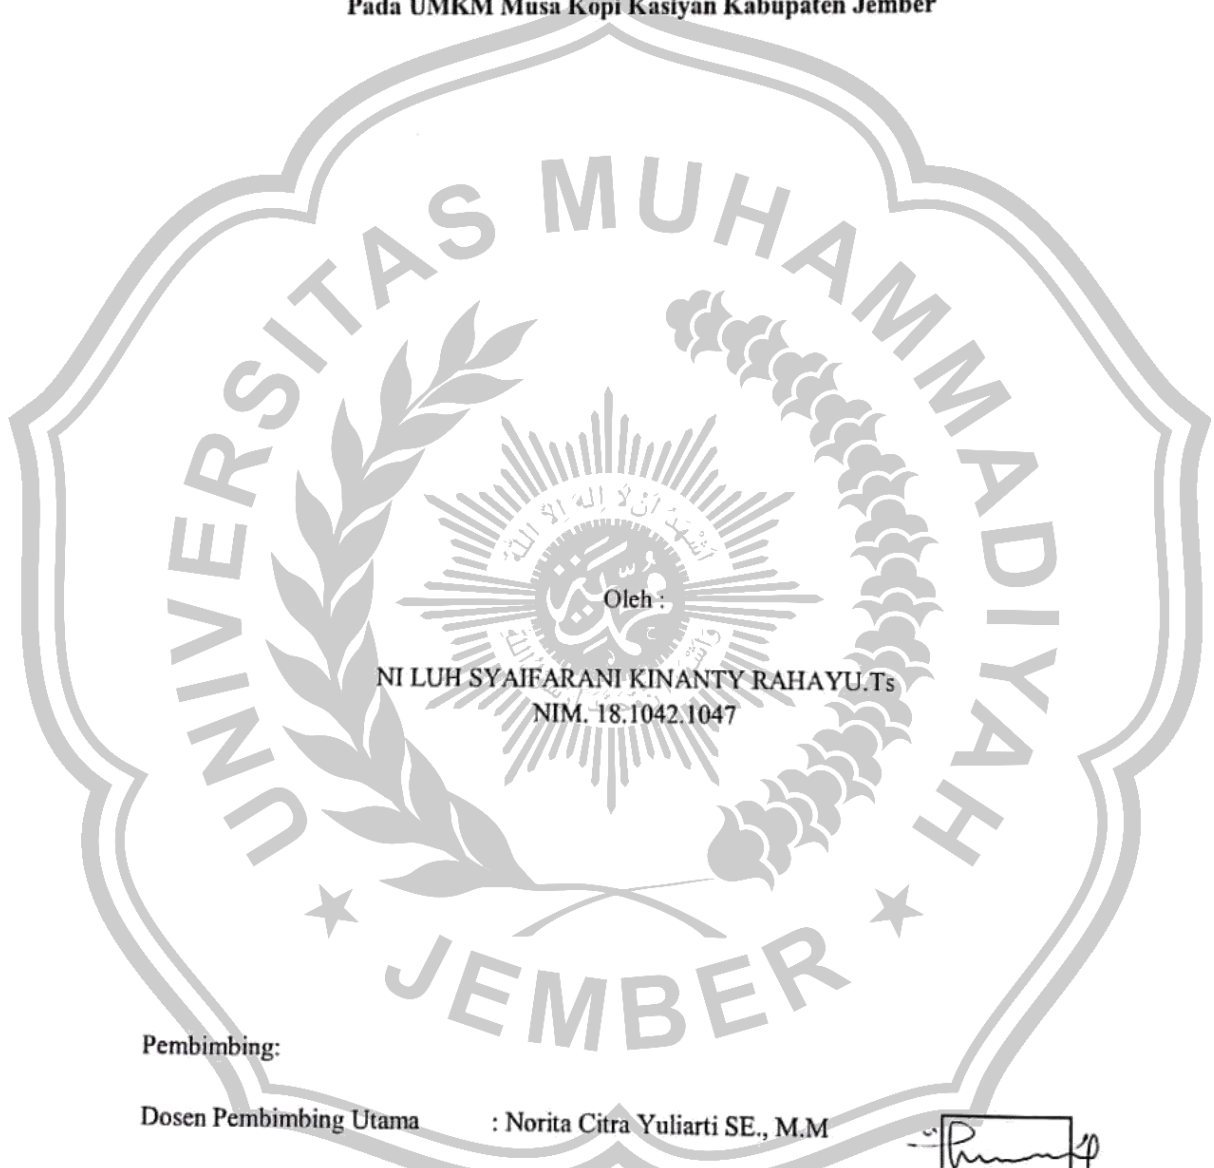 Pada UMKM Musa Kopi Kasiyan Kabupaten Jember
UNIVERSITAS MUHAMMADIYAH
Oleh :
NI LUH SYAIFARANI KINANTY RAHAYU.Ts
NIM. 18.1042.1047
JEMBER
Pembimbing:
Dosen Pembimbing Utama : Norita Citra Yuliarti SE., M.M